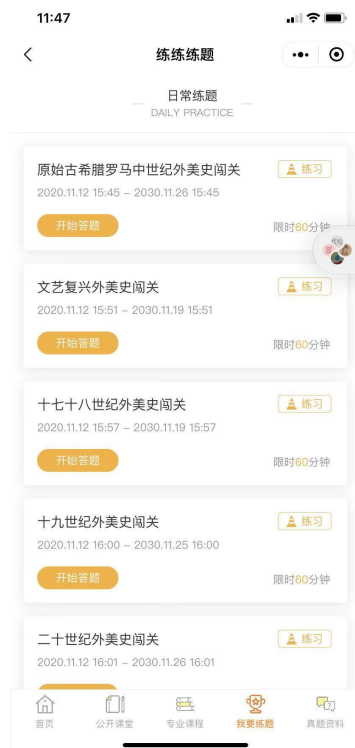 11:47
练练练题
日常练题
DAILY PRACTICE
原始古希腊罗马中世纪外美史闯关
练习
2020.11.12 15:45 – 2030.11.26 15:45
开始答题
限时60分钟
文艺复兴外美史闯关
练习
2020.11.12 15:51 – 2030.11.19 15:51
开始答题
限时60分钟
十七十八世纪外美史闯关
练习
2020.11.12 15:57 – 2030.11.19 15:57
开始答题
限时60分钟
十九世纪外美史闯关
练习
2020.11.12 16:00 – 2030.11.25 16:00
开始答题
限时60分钟
二十世纪外美史闯关
练习
2020.11.12 16:01 – 2030.11.26 16:01
首页
公开课堂
专业课程
我要练题
真题资料